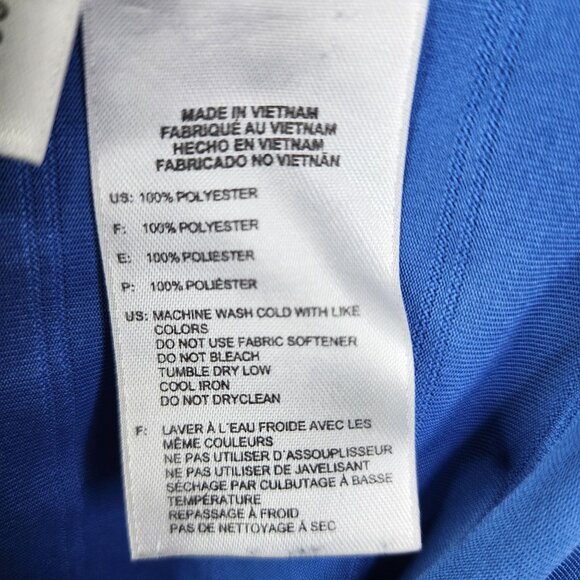 MADE IN VIETNAM
FABRIQUÉ AU VIETNAM
HECHO EN VIETNAM
FABRICADO NO VIETNÃN
US: 100% POLYESTER
F: 100% POLYESTER
E: 100% POLIESTER
P: 100% POLIÉSTER
US: MACHINE WASH COLD WITH LIKE
COLORS
DO NOT USE FABRIC SOFTENER
DO NOT BLEACH
TUMBLE DRY LOW
COOL IRON
DO NOT DRYCLEAN
F: LAVER À L'EAU FROIDE AVEC LES
MÊME COULEURS
NE PAS UTILISER D'ASSOUPLISSEUR
NE PAS UTILISER DE JAVELISANT
SÉCHAGE PAR CULBUTAGE À BASSE
TEMPÉRATURE
REPASSAGE À FROID
PAS DE NETTOYAGE À SEC